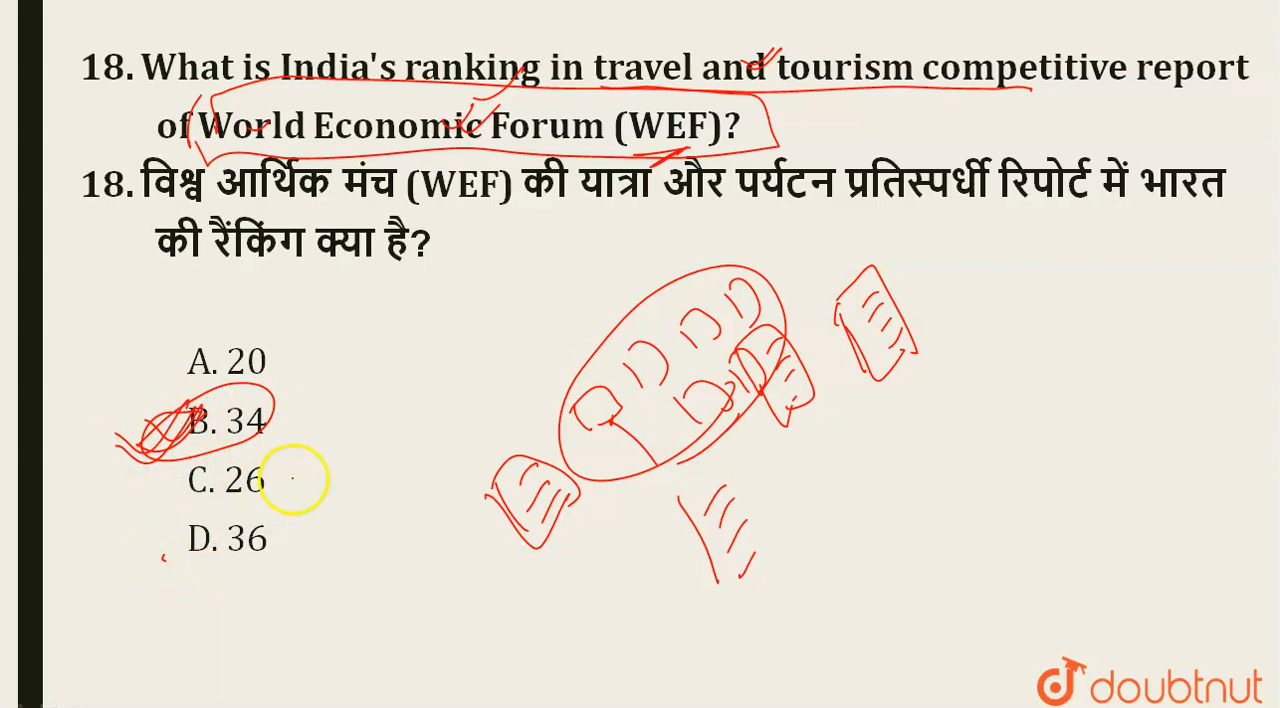 18. What is India's ranking in travel and tourism competitive report
of World Economic Forum (WEF)?
18. विश्व आर्थिक मंच (WEF) की यात्रा और पर्यटन प्रतिस्पर्धी रिपोर्ट में भारत
की रैंकिंग क्या है?
A. 20
B. 34
C. 26
D. 36
doubtnut